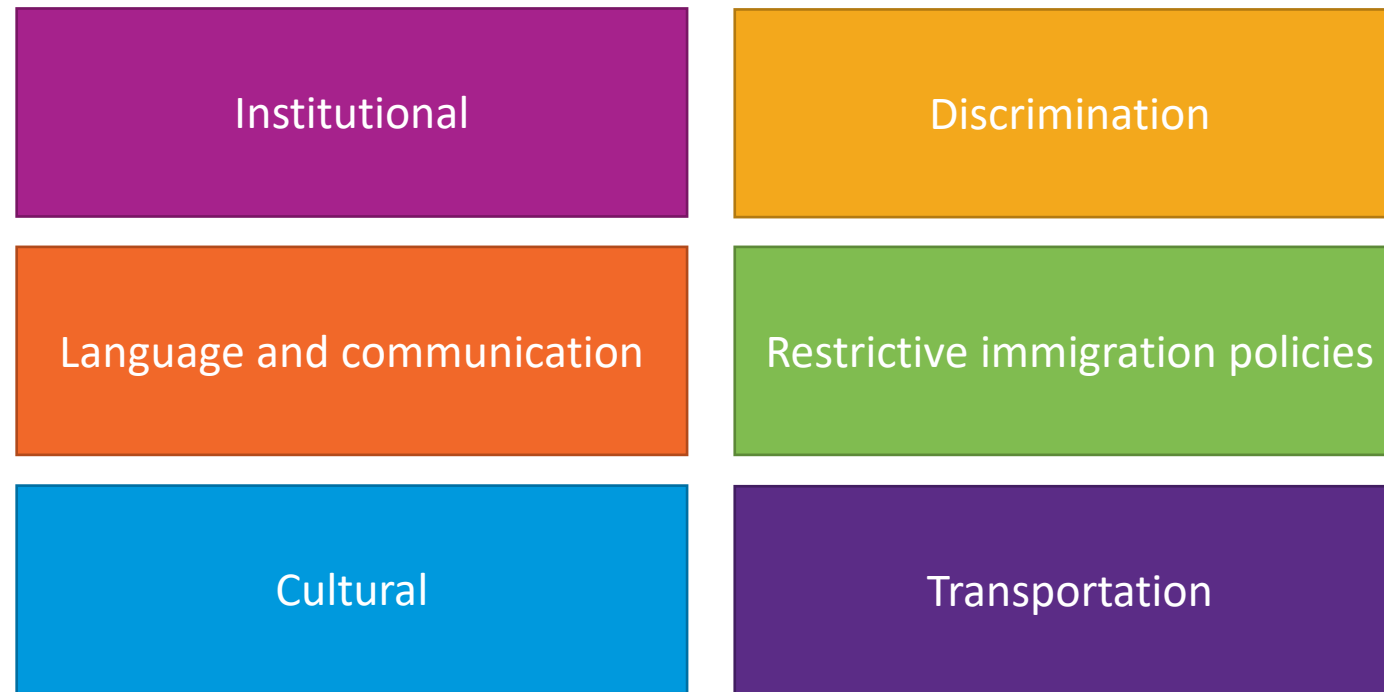 Institutional
Discrimination
Language and communication
Restrictive immigration policies
Cultural
Transportation